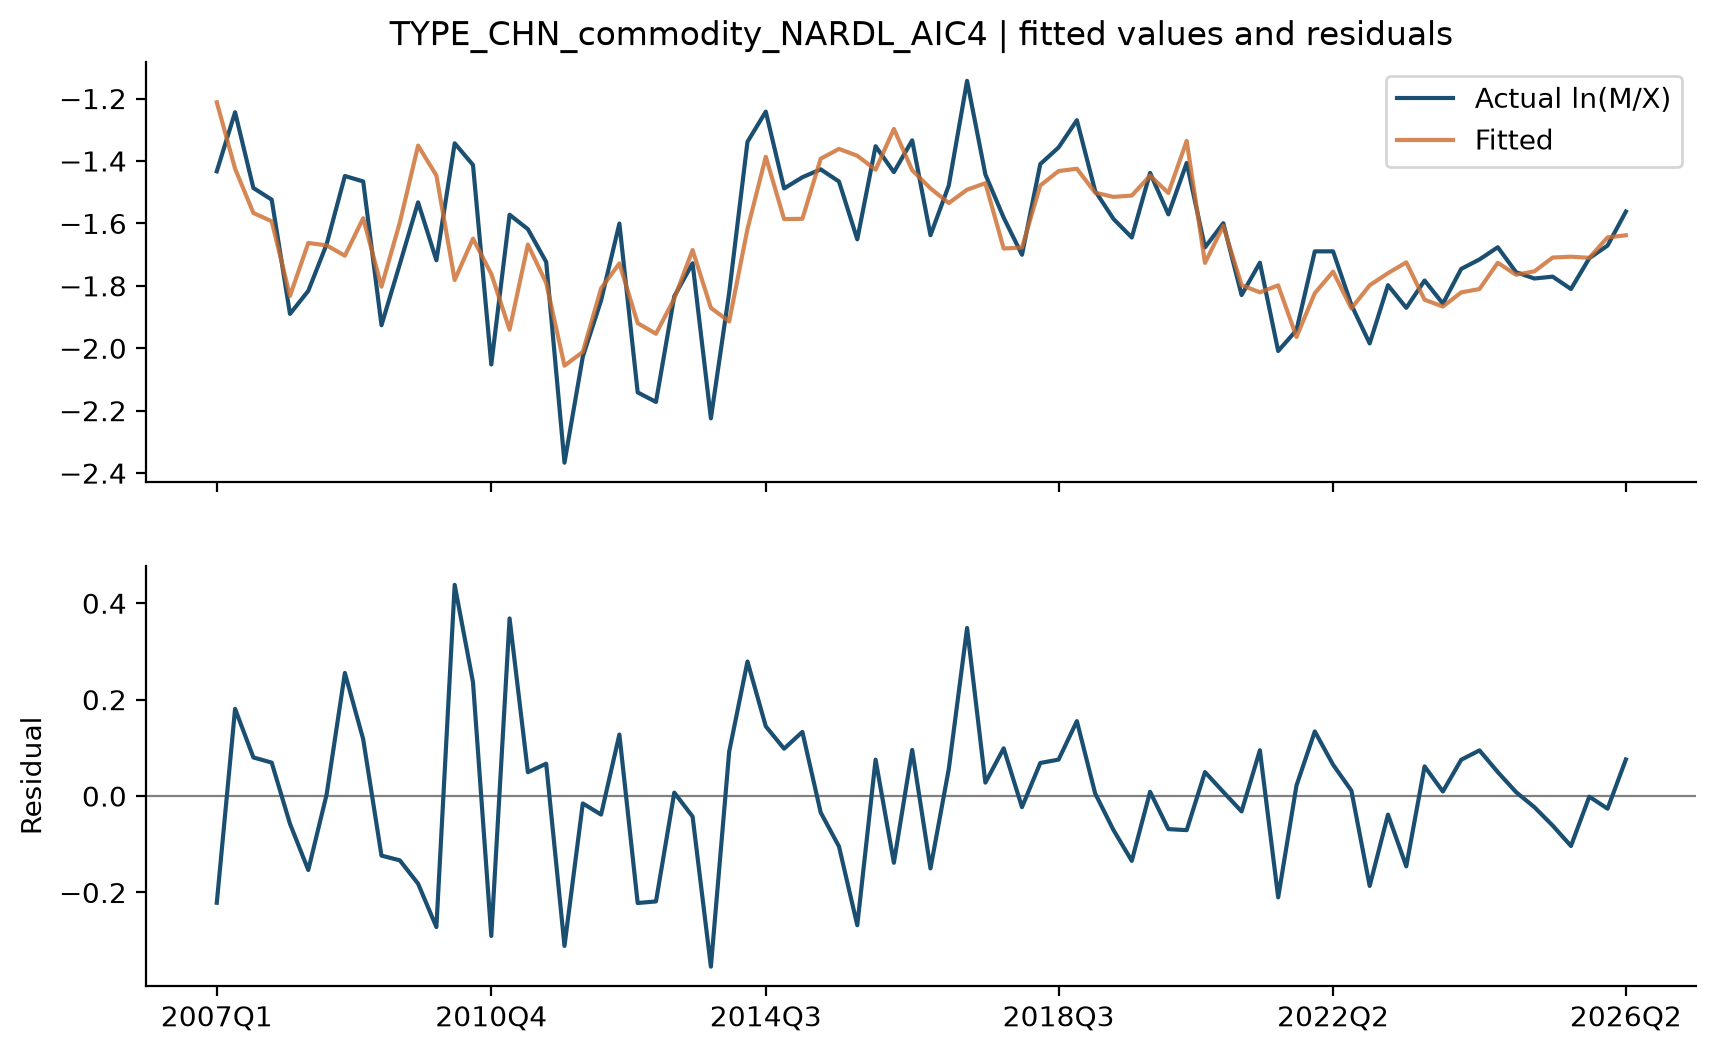 TYPE_CHN_commodity_NARDL_AIC4 | fitted values and residuals
Actual ln(M/X)
Fitted
−1.2
−1.4
−1.6
−1.8
−2.0
−2.2
−2.4
Residual
0.4
0.2
0.0
−0.2
2007Q1 2010Q4 2014Q3 2018Q3 2022Q2 2026Q2